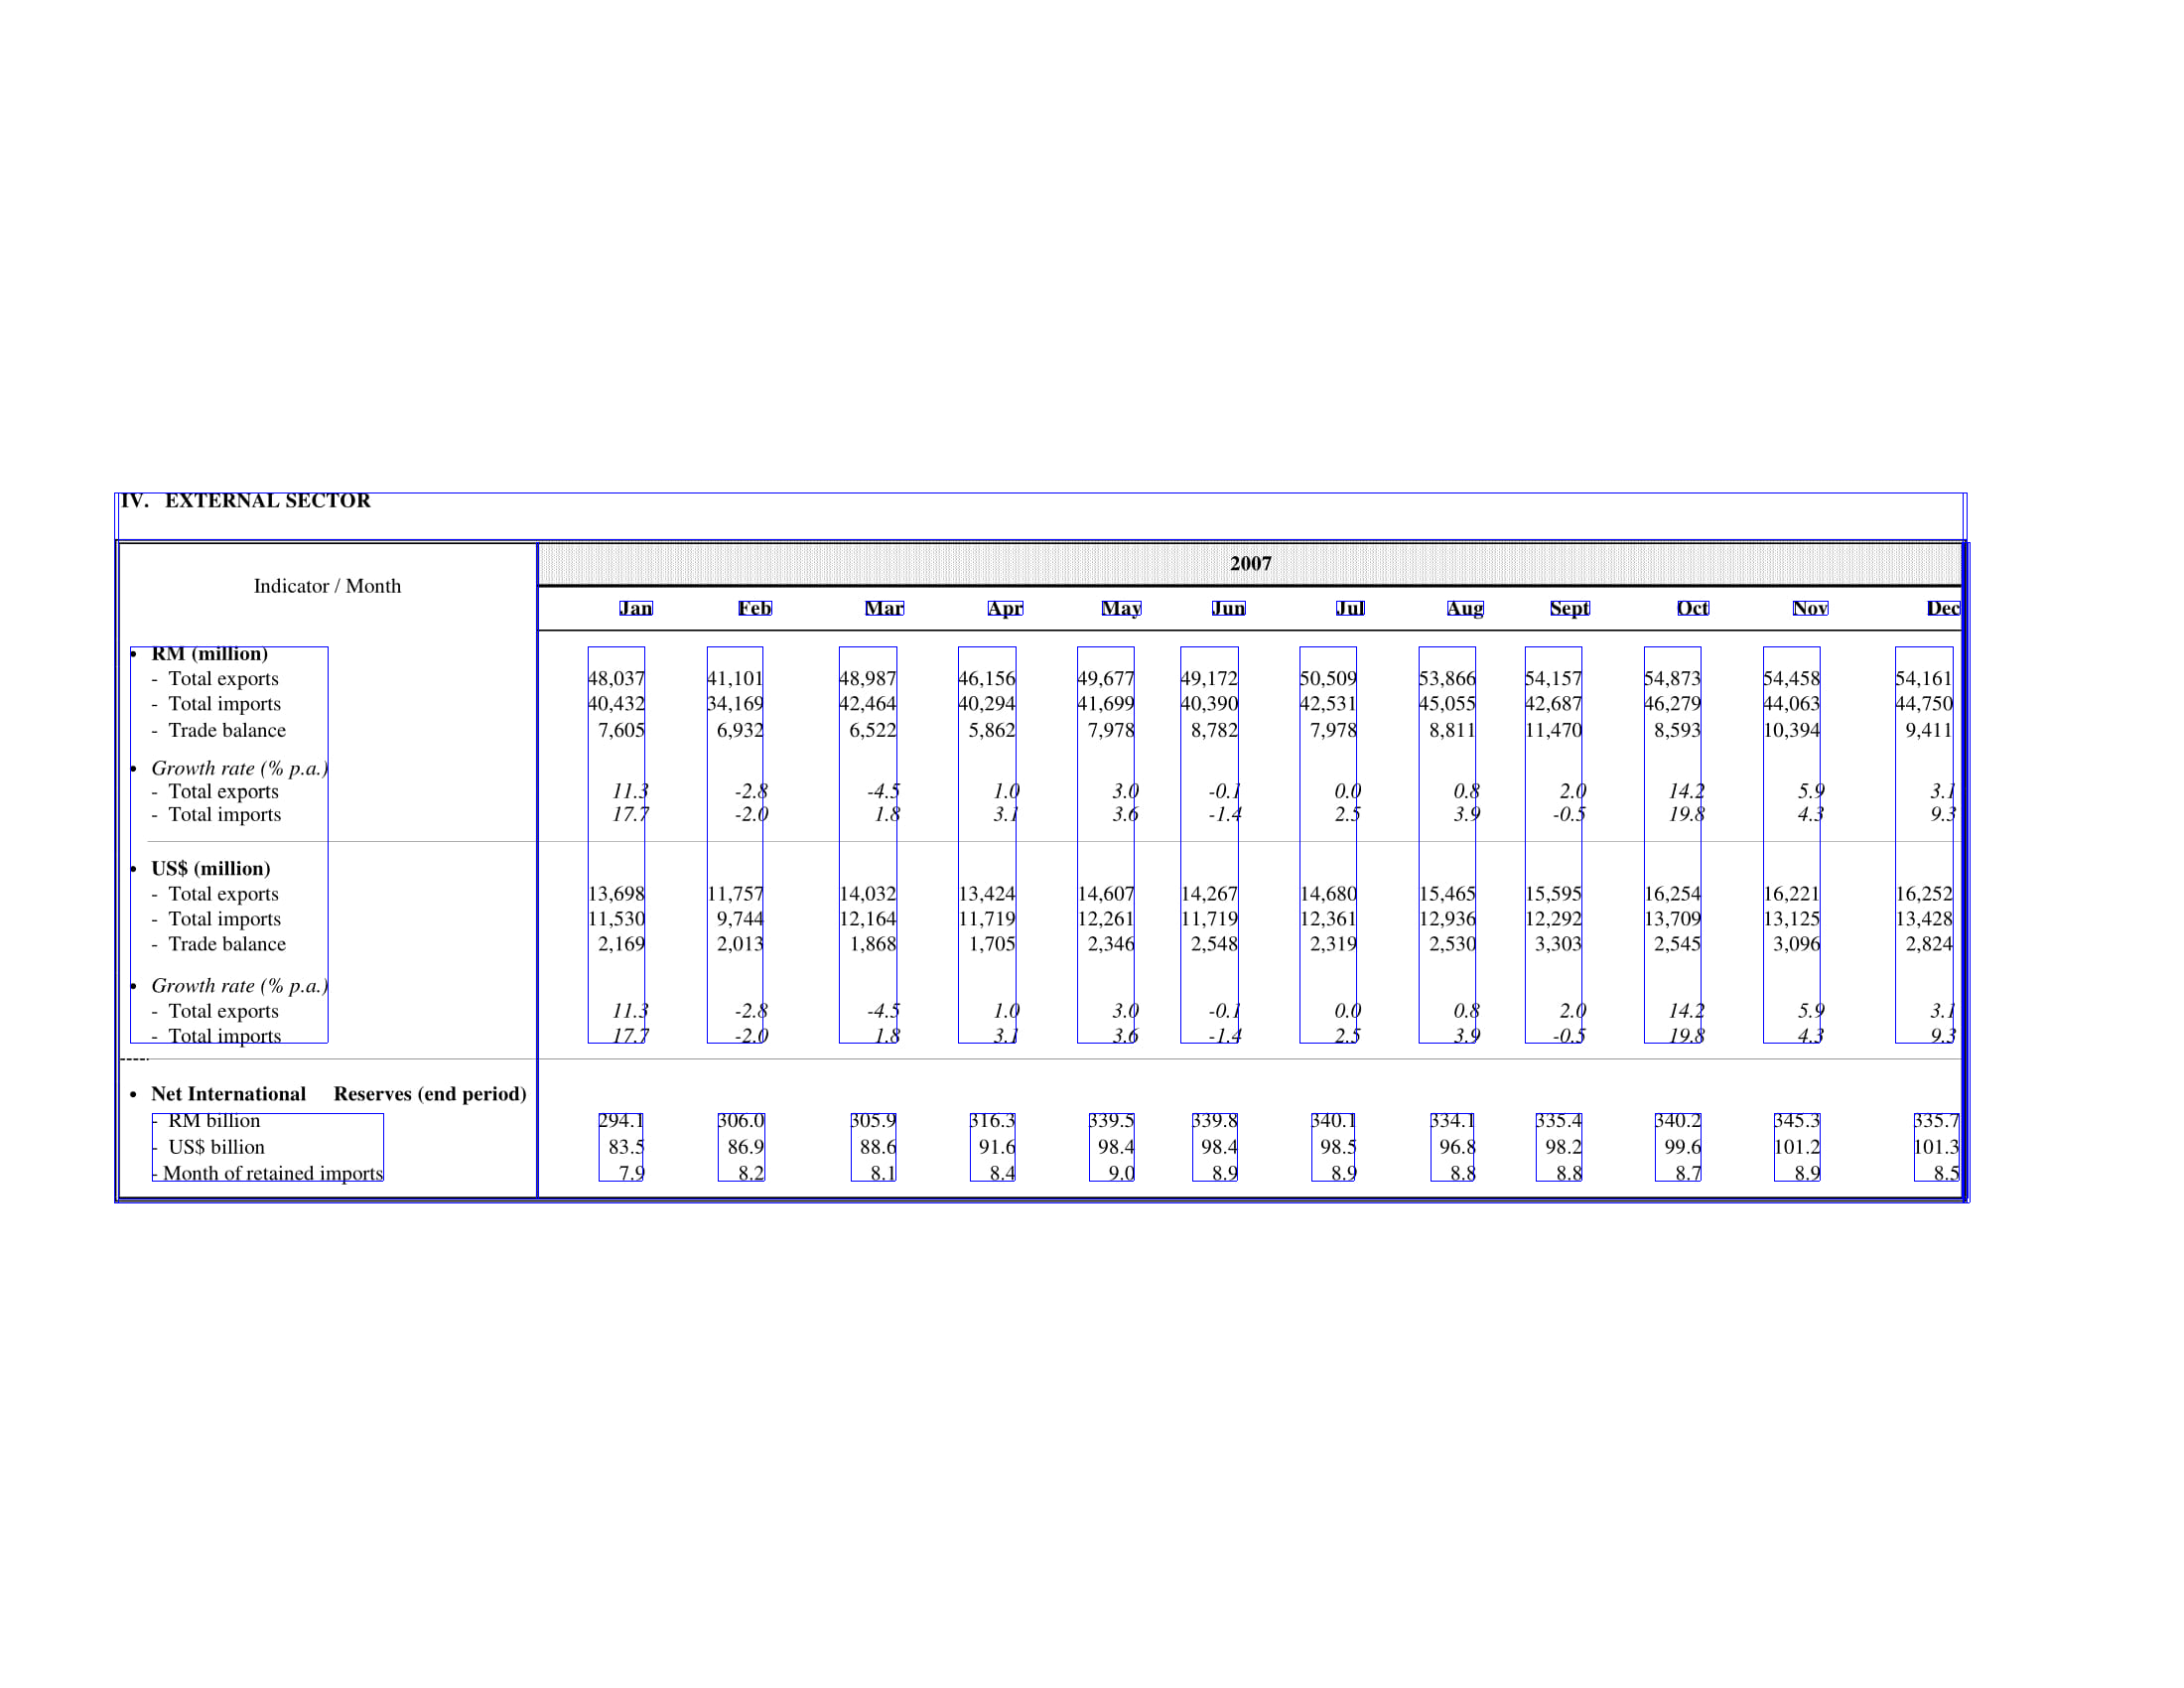 IV. EXTERNAL SECTOR
Indicator / Month
2007
Jan Feb Mar Apr May Jun Jul Aug Sept Oct Nov Dec
• RM (million)
- Total exports 48,037 41,101 48,987 46,156 49,677 49,172 50,509 53,866 54,157 54,873 54,458 54,161
- Total imports 40,432 34,169 42,464 40,294 41,699 40,390 42,531 45,055 42,687 46,279 44,063 44,750
- Trade balance 7,605 6,932 6,522 5,862 7,978 8,782 7,978 8,811 11,470 8,593 10,394 9,411
• Growth rate (% p.a.)
- Total exports 11.3 -2.8 -4.5 1.0 3.0 -0.1 0.0 0.8 2.0 14.2 5.9 3.1
- Total imports 17.7 -2.0 1.8 3.1 3.6 -1.4 2.5 3.9 -0.5 19.8 4.3 9.3
• US$ (million)
- Total exports 13,698 11,757 14,032 13,424 14,607 14,267 14,680 15,465 15,595 16,254 16,221 16,252
- Total imports 11,530 9,744 12,164 11,719 12,261 11,719 12,361 12,936 12,292 13,709 13,125 13,428
- Trade balance 2,169 2,013 1,868 1,705 2,346 2,548 2,319 2,530 3,303 2,545 3,096 2,824
• Growth rate (% p.a.)
- Total exports 11.3 -2.8 -4.5 1.0 3.0 -0.1 0.0 0.8 2.0 14.2 5.9 3.1
- Total imports 17.7 -2.0 1.8 3.1 3.6 -1.4 2.5 3.9 -0.5 19.8 4.3 9.3
• Net International Reserves (end period)
- RM billion 294.1 306.0 305.9 316.3 339.5 339.8 340.1 334.1 335.4 340.2 345.3 335.7
- US$ billion 83.5 86.9 88.6 91.6 98.4 98.4 98.5 96.8 98.2 99.6 101.2 101.3
- Month of retained imports 7.9 8.2 8.1 8.4 9.0 8.9 8.9 8.8 8.8 8.7 8.9 8.5